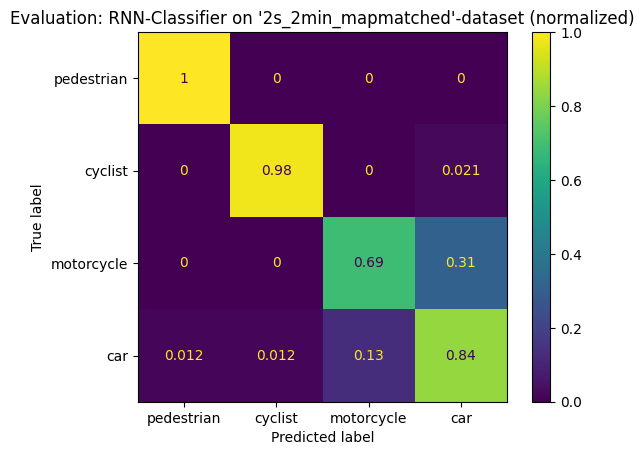 Evaluation: RNN-Classifier on '2s_2min_mapmatched'-dataset (normalized)
True label
pedestrian 1 0 0 0
cyclist 0 0.98 0 0.021
motorcycle 0 0 0.69 0.31
car 0.012 0.012 0.13 0.84
pedestrian cyclist motorcycle car
Predicted label
1.0
0.8
0.6
0.4
0.2
0.0